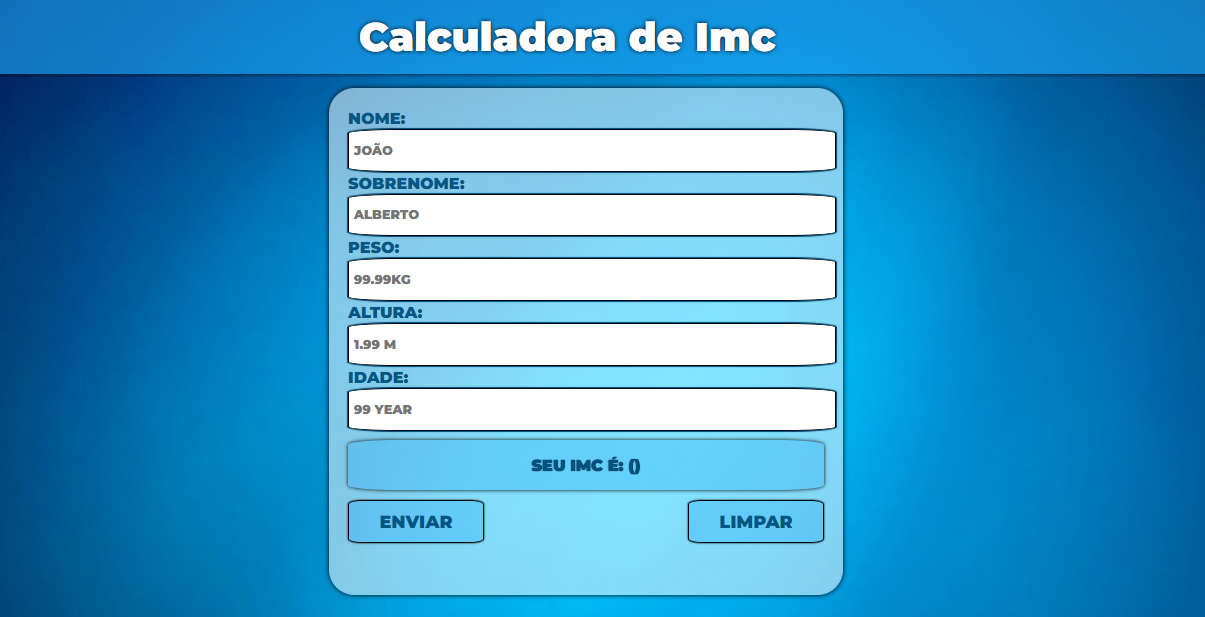 Calculadora de Imc
NOME:
JOÃO
SOBRENOME:
ALBERTO
PESO:
99.99KG
ALTURA:
1.99 M
IDADE:
99 YEAR
SEU IMC É: ()
ENVIAR
LIMPAR